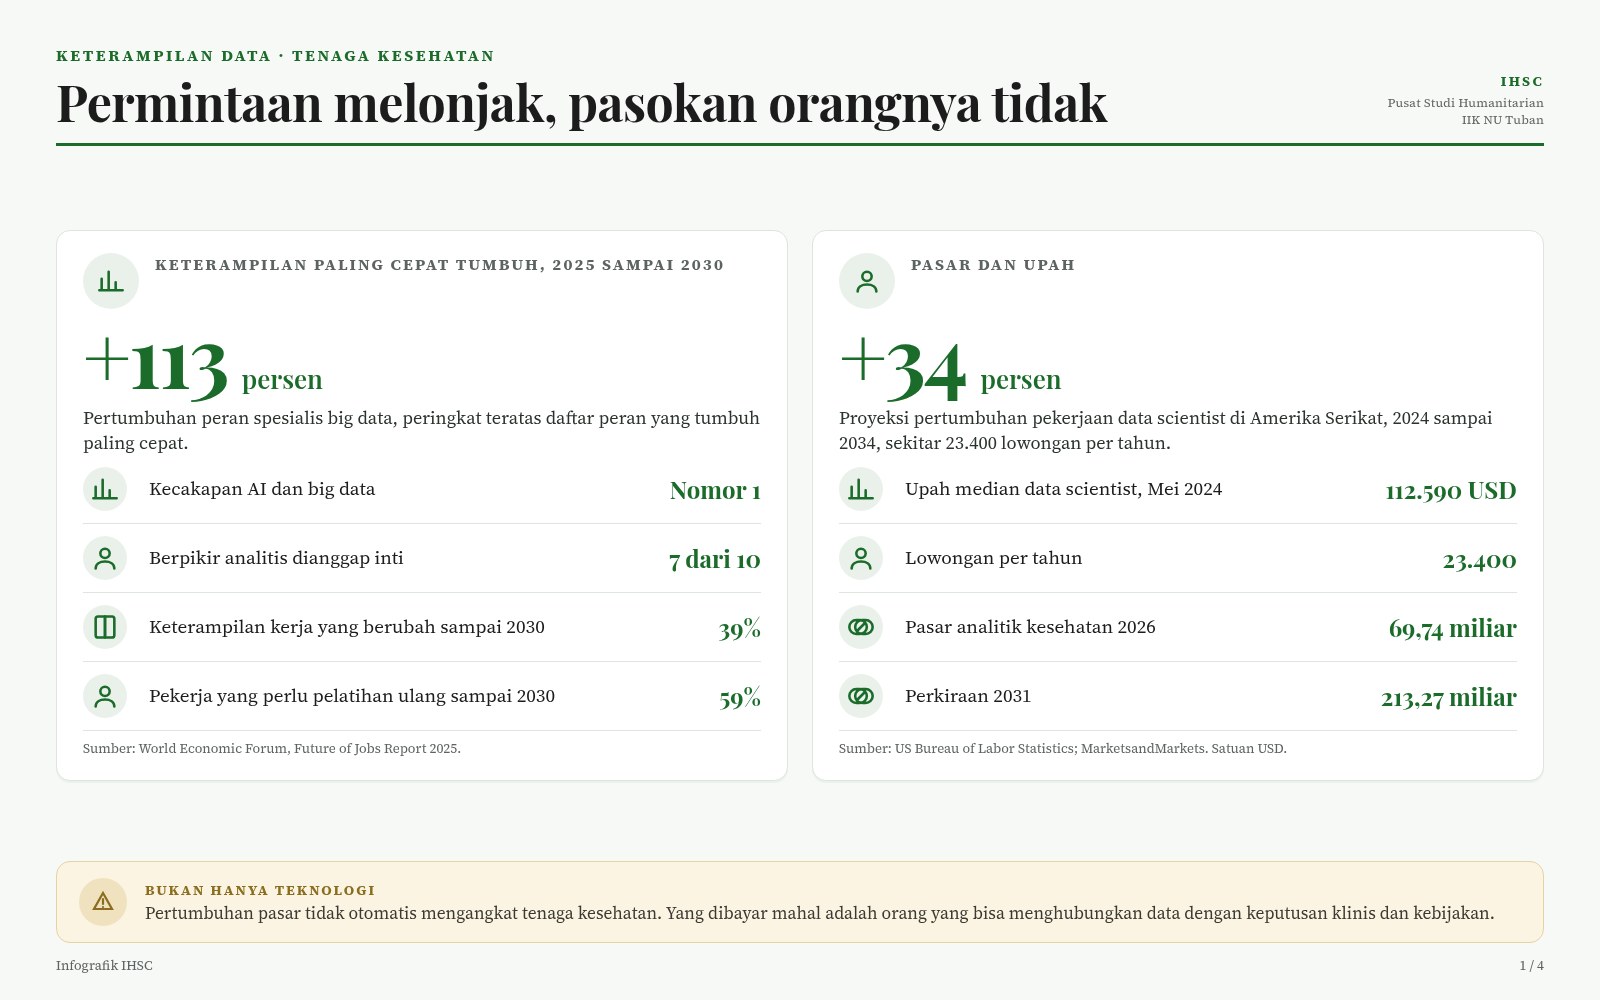 KETERAMPILAN DATA · TENAGA KESEHATAN
Permintaan melonjak, pasokan orangnya tidak
IHSC
Pusat Studi Humanitarian
IIK NU Tuban
KETERAMPILAN PALING CEPAT TUMBUH, 2025 SAMPAI 2030
+113 persen
Pertumbuhan peran spesialis big data, peringkat teratas daftar peran yang tumbuh
paling cepat.
Kecakapan AI dan big data Nomor 1
Berpikir analitis dianggap inti 7 dari 10
Keterampilan kerja yang berubah sampai 2030 39%
Pekerja yang perlu pelatihan ulang sampai 2030 59%
Sumber: World Economic Forum, Future of Jobs Report 2025.
PASAR DAN UPAH
+34 persen
Proyeksi pertumbuhan pekerjaan data scientist di Amerika Serikat, 2024 sampai
2034, sekitar 23.400 lowongan per tahun.
Upah median data scientist, Mei 2024 112.590 USD
Lowongan per tahun 23.400
Pasar analitik kesehatan 2026 69,74 miliar
Perkiraan 2031 213,27 miliar
Sumber: US Bureau of Labor Statistics; MarketsandMarkets. Satuan USD.
BUKAN HANYA TEKNOLOGI
Pertumbuhan pasar tidak otomatis mengangkat tenaga kesehatan. Yang dibayar mahal adalah orang yang bisa menghubungkan data dengan keputusan klinis dan kebijakan.
Infografik IHSC
1 / 4